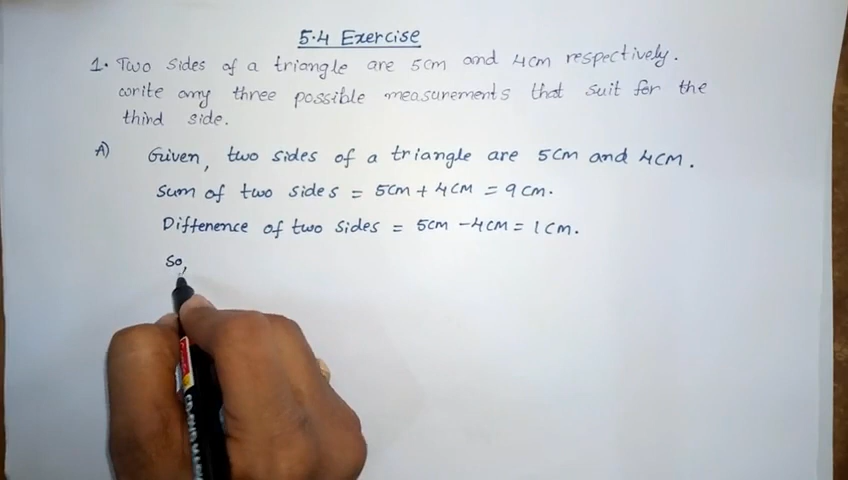 5.4 Exercise
1. Two sides of a triangle are 5cm and 4cm respectively.
write any three possible measurements that suit for the
third side.
A) Given, two sides of a triangle are 5cm and 4cm.
Sum of two sides = 5cm + 4cm = 9cm.
Diffenence of two sides = 5cm - 4cm = 1cm.
So,